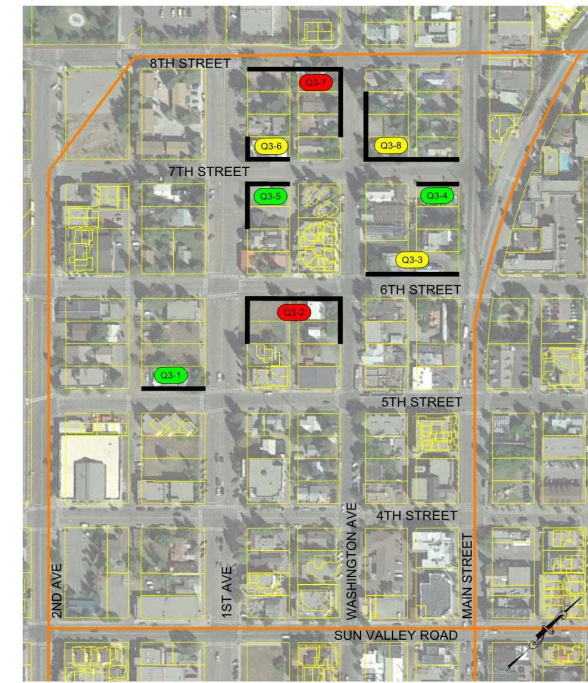 8TH STREET
Q3-7
Q3-6
Q3-8
7TH STREET
Q3-5
Q3-4
Q3-3
6TH STREET
Q3-2
Q3-1
5TH STREET
4TH STREET
2ND AVE
1ST AVE
WASHINGTON AVE
MAIN STREET
SUN VALLEY ROAD